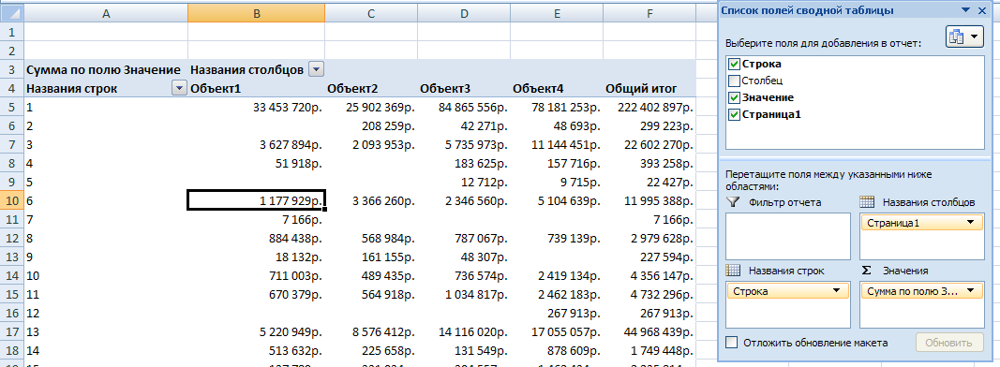 A B C D E F
1
2
3 Сумма по полю Значение Названия столбцов
4 Названия строк Объект1 Объект2 Объект3 Объект4 Общий итог
5 1 33 453 720р. 25 902 369р. 84 865 556р. 78 181 253р. 222 402 897р.
6 2 208 259р. 42 271р. 48 693р. 299 223р.
7 3 3 627 894р. 2 093 953р. 5 735 973р. 11 144 451р. 22 602 270р.
8 4 51 918р. 183 625р. 157 716р. 393 258р.
9 5 12 712р. 9 715р. 22 427р.
10 6 1 177 929р. 3 366 260р. 2 346 560р. 5 104 639р. 11 995 388р.
11 7 7 166р. 7 166р.
12 8 884 438р. 568 984р. 787 067р. 739 139р. 2 979 628р.
13 9 18 132р. 161 155р. 48 307р. 227 594р.
14 10 711 003р. 489 435р. 736 574р. 2 419 134р. 4 356 147р.
15 11 670 379р. 564 918р. 1 034 817р. 2 462 183р. 4 732 296р.
16 12 267 913р. 267 913р.
17 13 5 220 949р. 8 576 412р. 14 116 020р. 17 055 057р. 44 968 439р.
18 14 513 632р. 225 658р. 131 549р. 878 609р. 1 749 448р.
Список полей сводной таблицы
Выберите поля для добавления в отчет:
Строка
Столбец
Значение
Страница1
Перетащите поля между указанными ниже
областями:
Фильтр отчета Названия столбцов
Страница1
Названия строк Σ Значения
Строка Сумма по полю З...
Отложить обновление макета Обновить